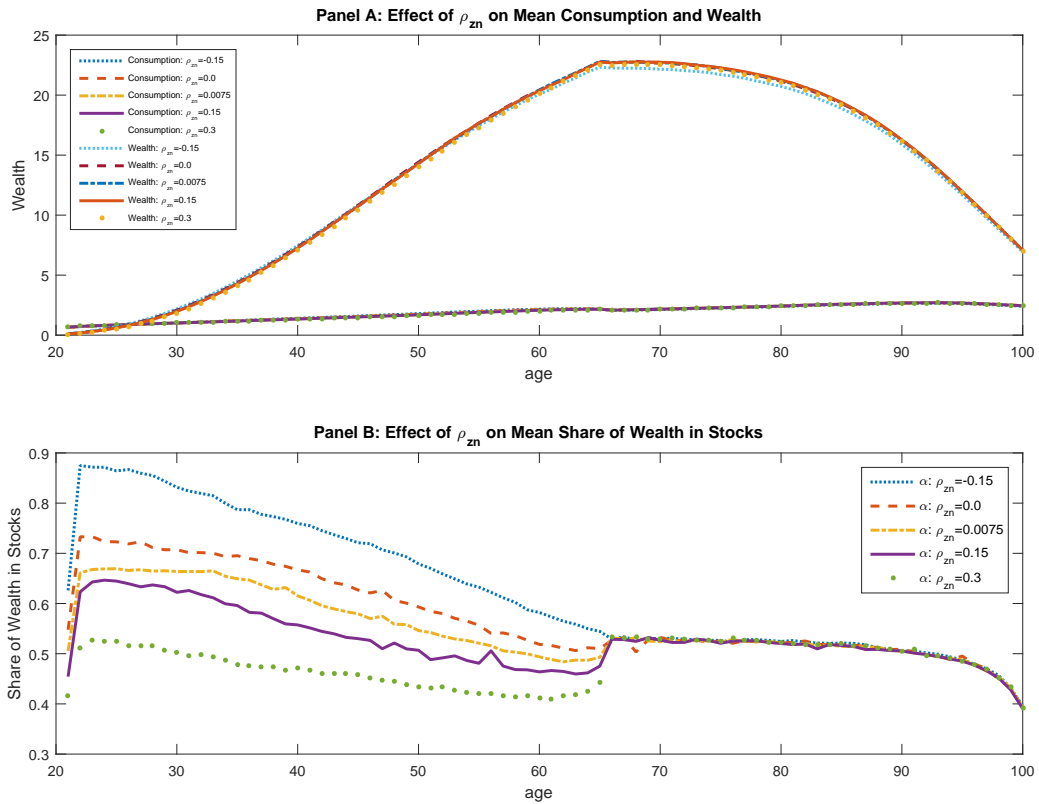 Panel A: Effect of ρzn on Mean Consumption and Wealth
25
20
15
10
5
0
Wealth
20 30 40 50 60 70 80 90 100
age
Consumption: ρzn=-0.15
Consumption: ρzn=0.0
Consumption: ρzn=0.0075
Consumption: ρzn=0.15
Consumption: ρzn=0.3
Wealth: ρzn=-0.15
Wealth: ρzn=0.0
Wealth: ρzn=0.0075
Wealth: ρzn=0.15
Wealth: ρzn=0.3
Panel B: Effect of ρzn on Mean Share of Wealth in Stocks
0.9
0.8
0.7
0.6
0.5
0.4
0.3
Share of Wealth in Stocks
20 30 40 50 60 70 80 90 100
age
α: ρzn=-0.15
α: ρzn=0.0
α: ρzn=0.0075
α: ρzn=0.15
α: ρzn=0.3